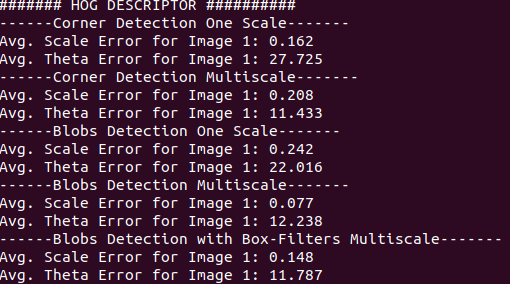 ####### HOG DESCRIPTOR ##########
------Corner Detection One Scale-------
Avg. Scale Error for Image 1: 0.162
Avg. Theta Error for Image 1: 27.725
------Corner Detection Multiscale-------
Avg. Scale Error for Image 1: 0.208
Avg. Theta Error for Image 1: 11.433
------Blobs Detection One Scale-------
Avg. Scale Error for Image 1: 0.242
Avg. Theta Error for Image 1: 22.016
------Blobs Detection Multiscale-------
Avg. Scale Error for Image 1: 0.077
Avg. Theta Error for Image 1: 12.238
------Blobs Detection with Box-Filters Multiscale-------
Avg. Scale Error for Image 1: 0.148
Avg. Theta Error for Image 1: 11.787